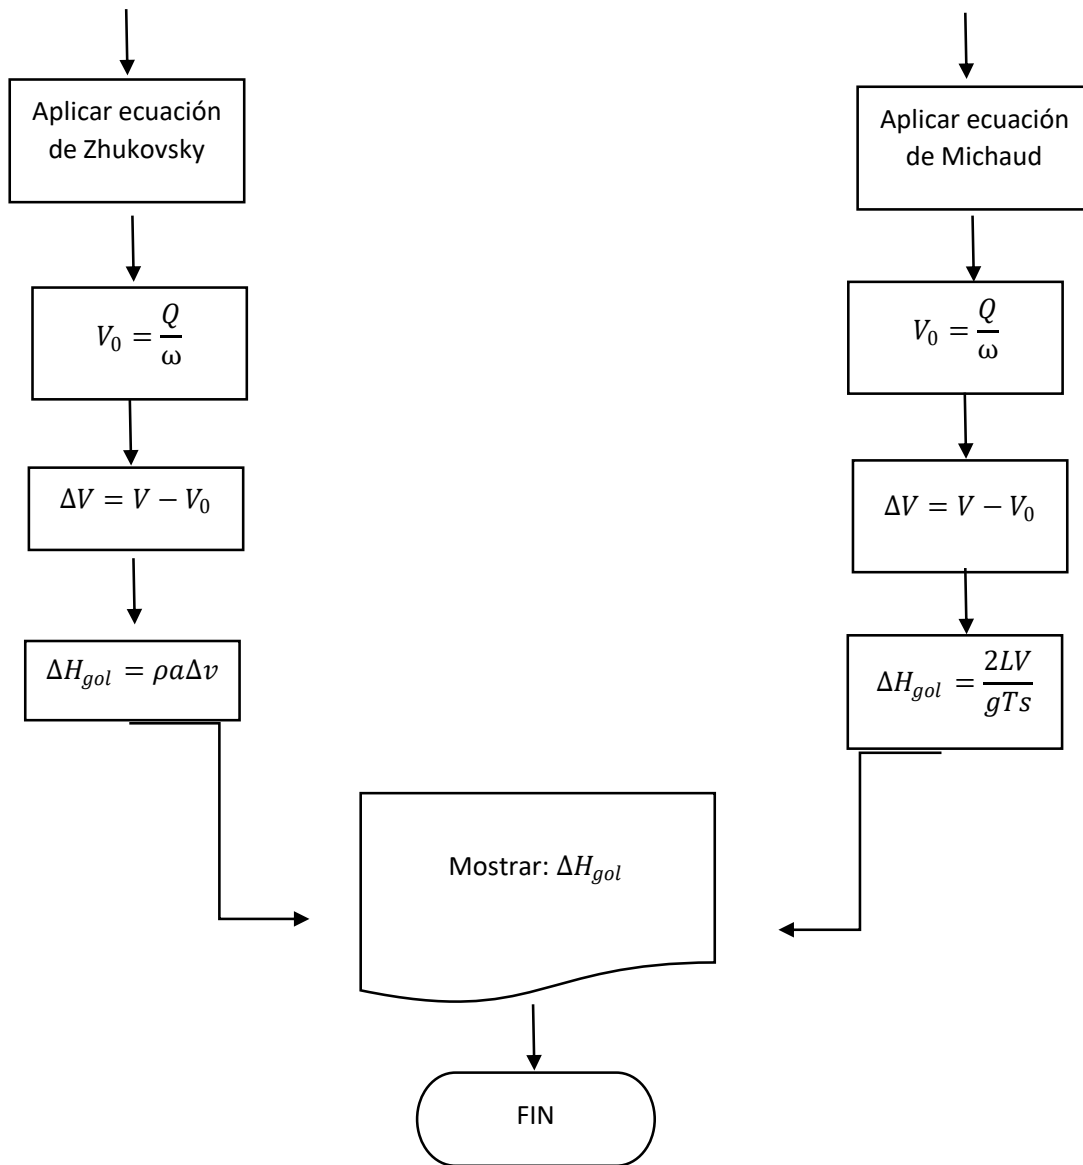 Aplicar ecuación
de Zhukovsky
V₀ = Q/ω
ΔV = V − V₀
ΔH_gol = ρaΔv
Aplicar ecuación
de Michaud
V₀ = Q/ω
ΔV = V − V₀
ΔH_gol = 2LV/gTs
Mostrar: ΔH_gol
FIN